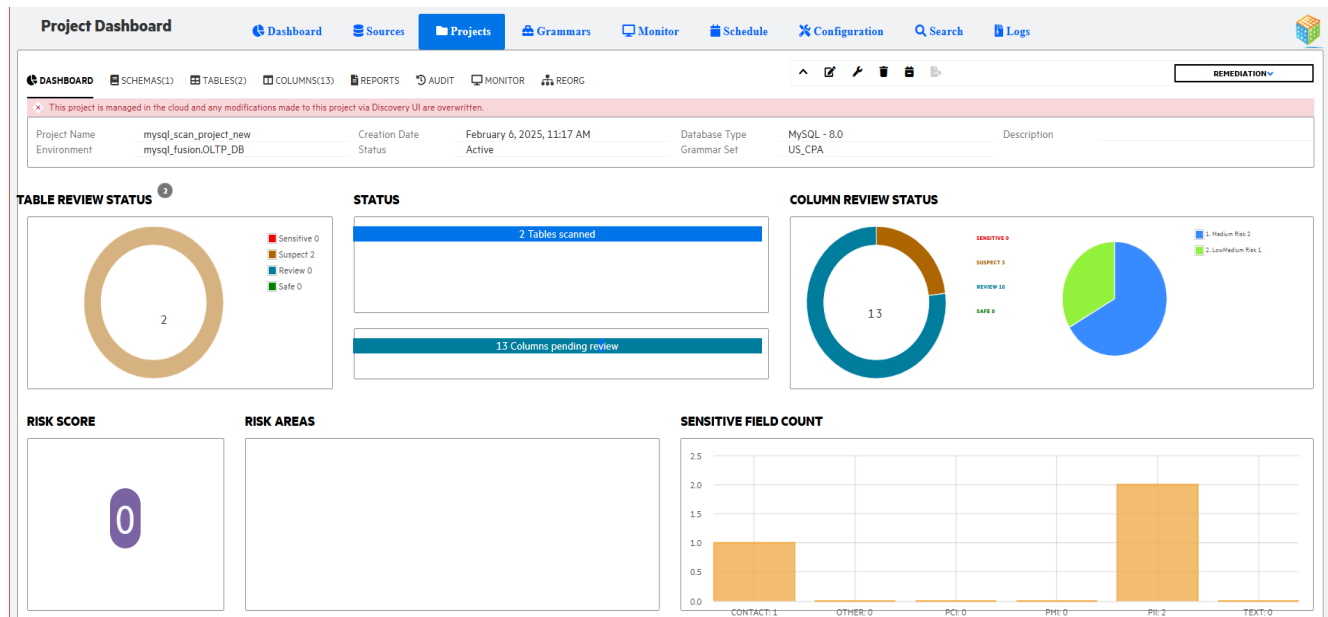 Project Dashboard
Dashboard
Sources
Projects
Grammars
Monitor
Schedule
Configuration
Search
Logs
DASHBOARD
SCHEMAS(1)
TABLES(2)
COLUMNS(13)
REPORTS
AUDIT
MONITOR
REORG
REMEDIATION
This project is managed in the cloud and any modifications made to this project via Discovery UI are overwritten.
Project Name mysql_scan_project_new Creation Date February 6, 2025, 11:17 AM Database Type MySQL - 8.0 Description
Environment mysql_fusion.OLTP_DB Status Active Grammar Set US_CPA
TABLE REVIEW STATUS 2
2
Sensitive 0
Suspect 2
Review 0
Safe 0
STATUS
2 Tables scanned
13 Columns pending review
COLUMN REVIEW STATUS
13
SENSITIVE 0
SUSPECT 3
REVIEW 10
SAFE 0
1. Medium Risk 2
2. LowMedium Risk 1
RISK SCORE
0
RISK AREAS
SENSITIVE FIELD COUNT
2.5
2.0
1.5
1.0
0.5
0.0
CONTACT: 1 OTHER: 0 PCI: 0 PHI: 0 PII: 2 TEXT: 0